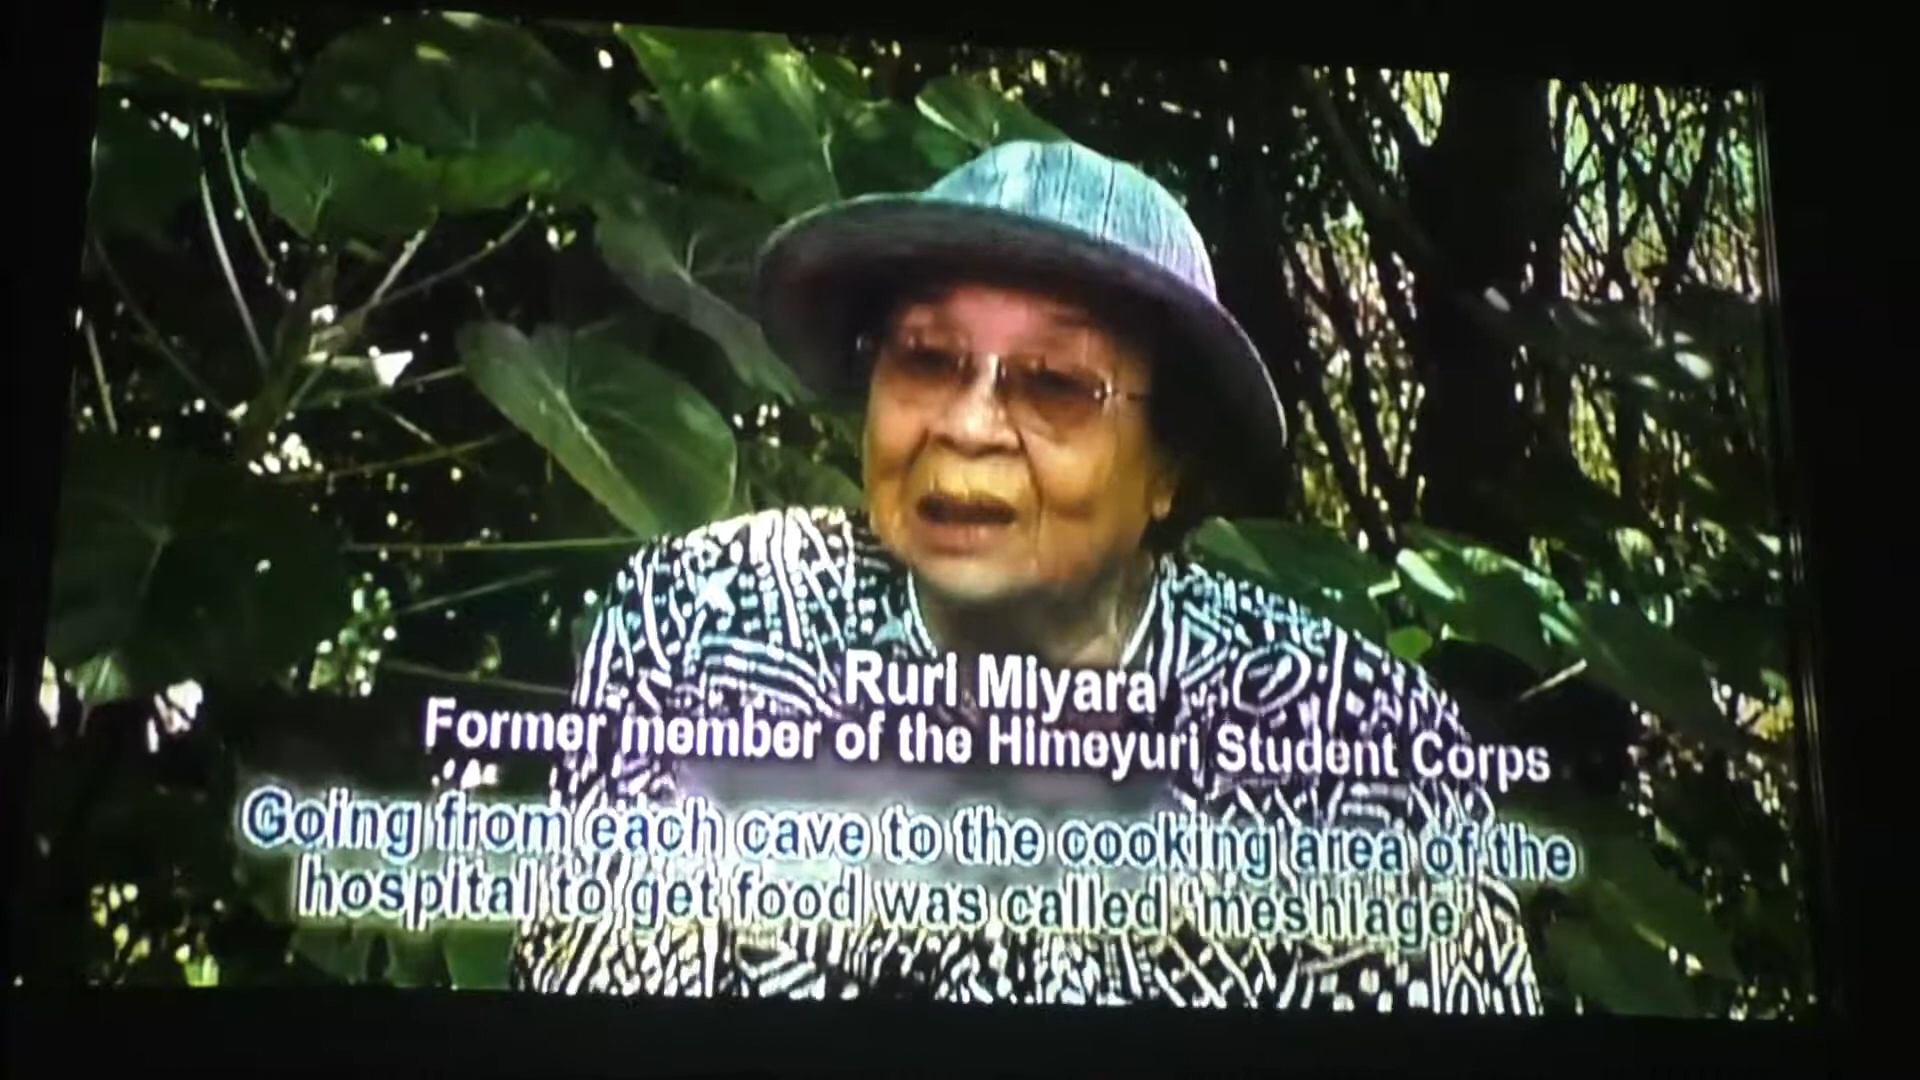 Ruri Miyara
Former member of the Himeyuri Student Corps
Going from each cave to the cooking area of the
hospital to get food was called 'meshiage'